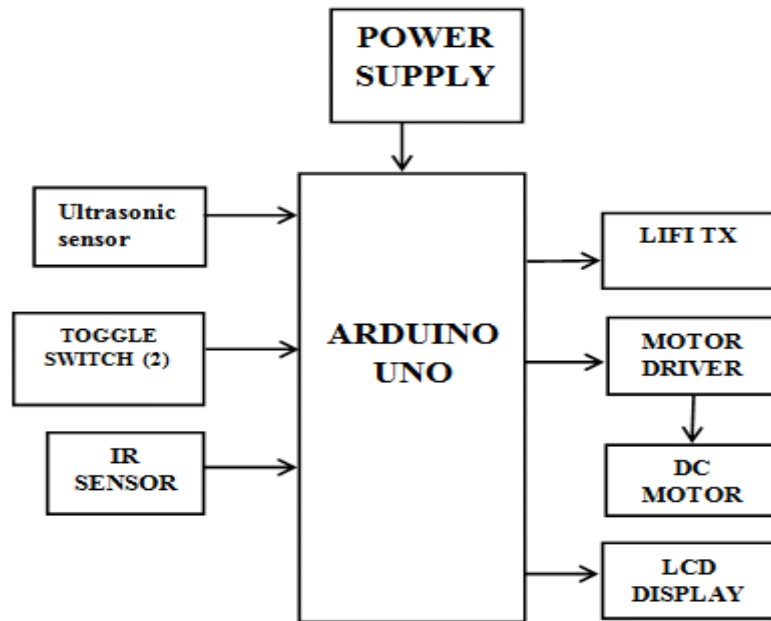 POWER
SUPPLY
Ultrasonic
sensor
TOGGLE
SWITCH (2)
IR
SENSOR
ARDUINO
UNO
LIFI TX
MOTOR
DRIVER
DC
MOTOR
LCD
DISPLAY